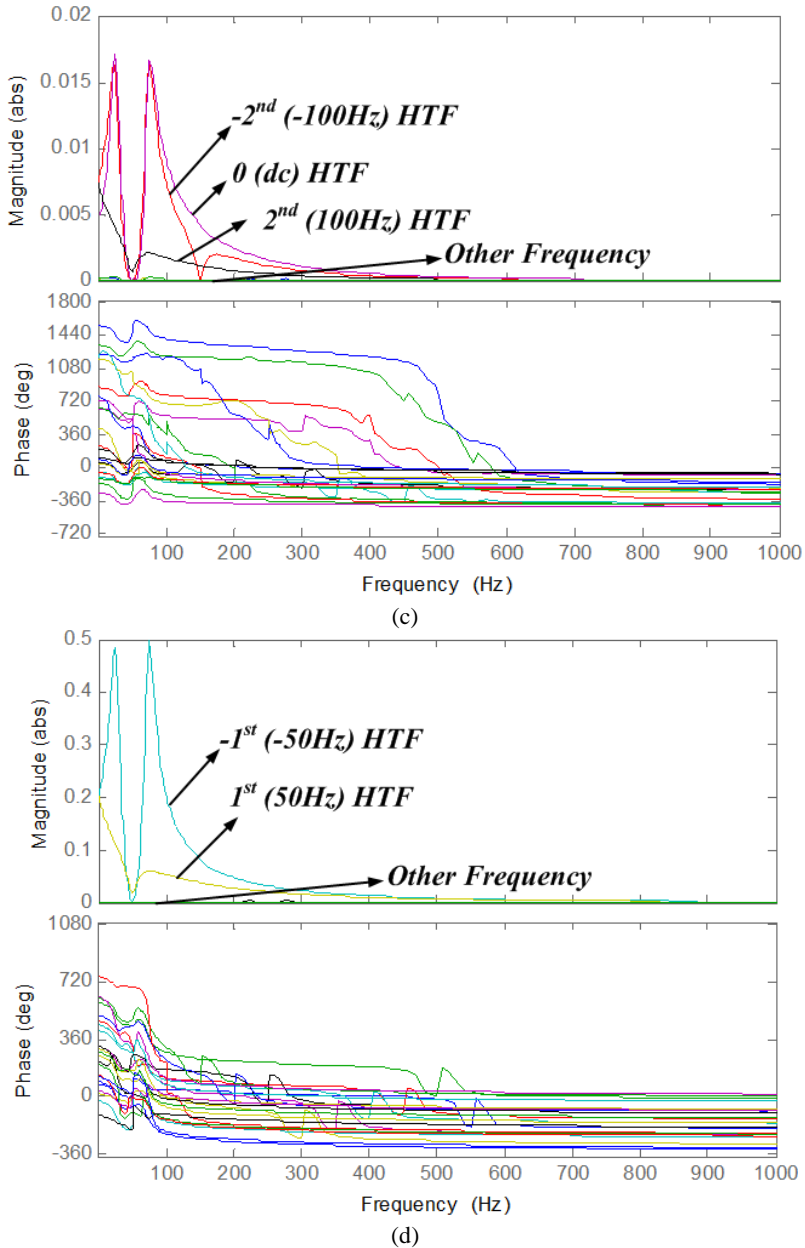 0.02
0.015
0.01
0.005
0
Magnitude (abs)
-2nd (-100Hz) HTF
0 (dc) HTF
2nd (100Hz) HTF
Other Frequency
1800
1440
1080
720
360
0
-360
-720
Phase (deg)
100 200 300 400 500 600 700 800 900 1000
Frequency (Hz)
(c)
0.5
0.4
0.3
0.2
0.1
0
Magnitude (abs)
-1st (-50Hz) HTF
1st (50Hz) HTF
Other Frequency
1080
720
360
0
-360
Phase (deg)
100 200 300 400 500 600 700 800 900 1000
Frequency (Hz)
(d)